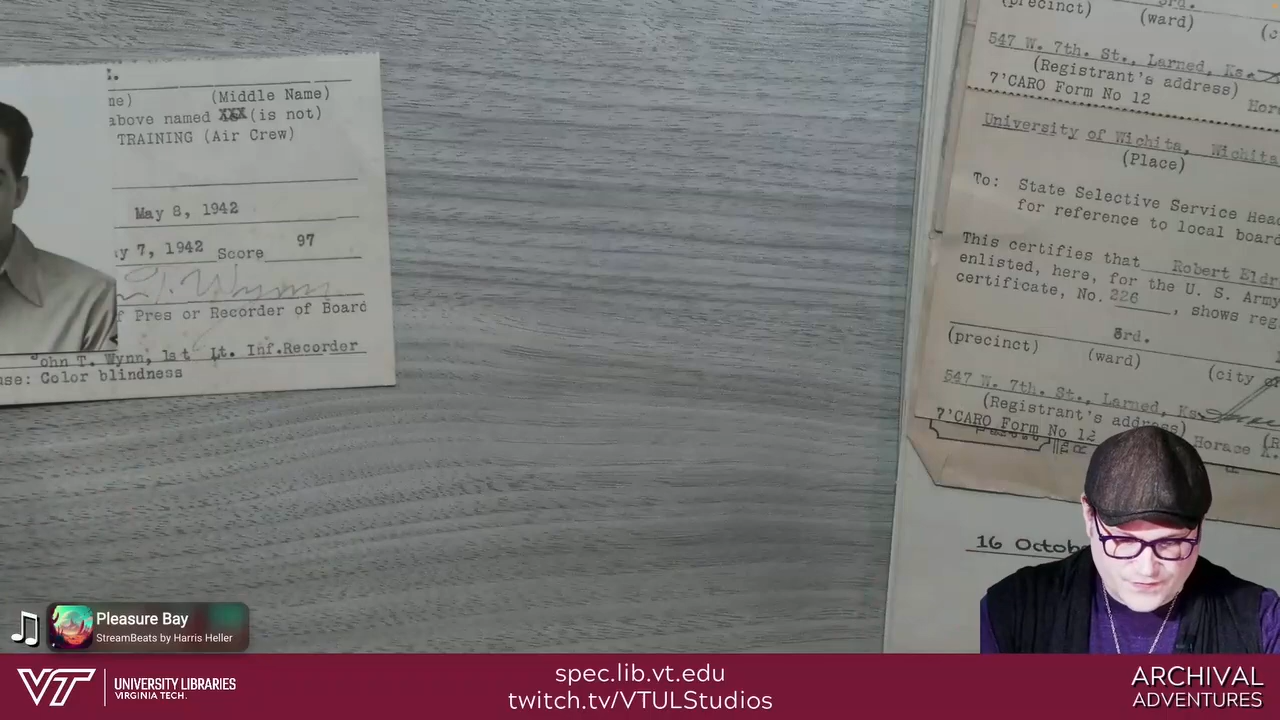 me)
(Middle Name)
above named XXX (is not)
TRAINING (Air Crew)
May 8, 1942
y 7, 1942 Score 97
f Pres or Recorder of Board
John T. Wynn, 1st Lt. Inf.Recorder
use: Color blindness
3rd.
(precinct) (ward) (c
547 W. 7th. St., Larned, Ks.
(Registrant's address)
7'CARO Form No 12 Hor
University of Wichita, Wichita
(Place)
To: State Selective Service Hea
for reference to local board
This certifies that Robert Eldr
enlisted, here, for the U. S. Army
certificate, No. 226, shows reg
3rd.
(precinct) (ward) (city
547 W. 7th. St., Larned, Ks
(Registrant's address) (R
7'CARO Form No 12 Horace A.
16 Octob
Pleasure Bay
StreamBeats by Harris Heller
VT UNIVERSITY LIBRARIES
VIRGINIA TECH.
spec.lib.vt.edu
twitch.tv/VTULStudios
ARCHIVAL
ADVENTURES